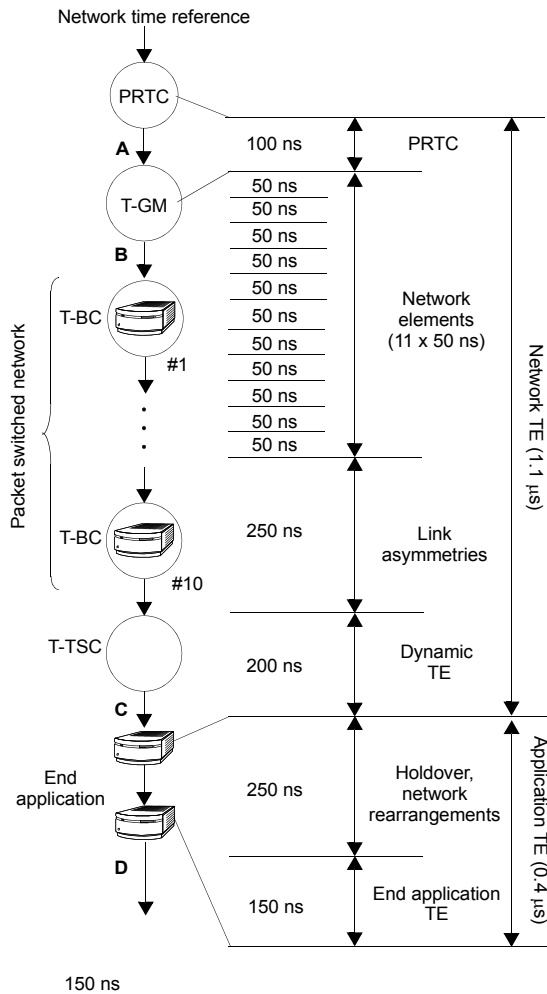 Network time reference
PRTC
A
100 ns
PRTC
T-GM
50 ns
50 ns
50 ns
50 ns
50 ns
50 ns
50 ns
50 ns
50 ns
50 ns
50 ns
B
T-BC
#1
Network
elements
(11 x 50 ns)
Packet switched network
Network TE (1.1 µs)
T-BC
#10
250 ns
Link
asymmetries
T-TSC
200 ns
Dynamic
TE
C
End
application
250 ns
Holdover,
network
rearrangements
Application TE (0.4 µs)
D
150 ns
End application
TE
150 ns